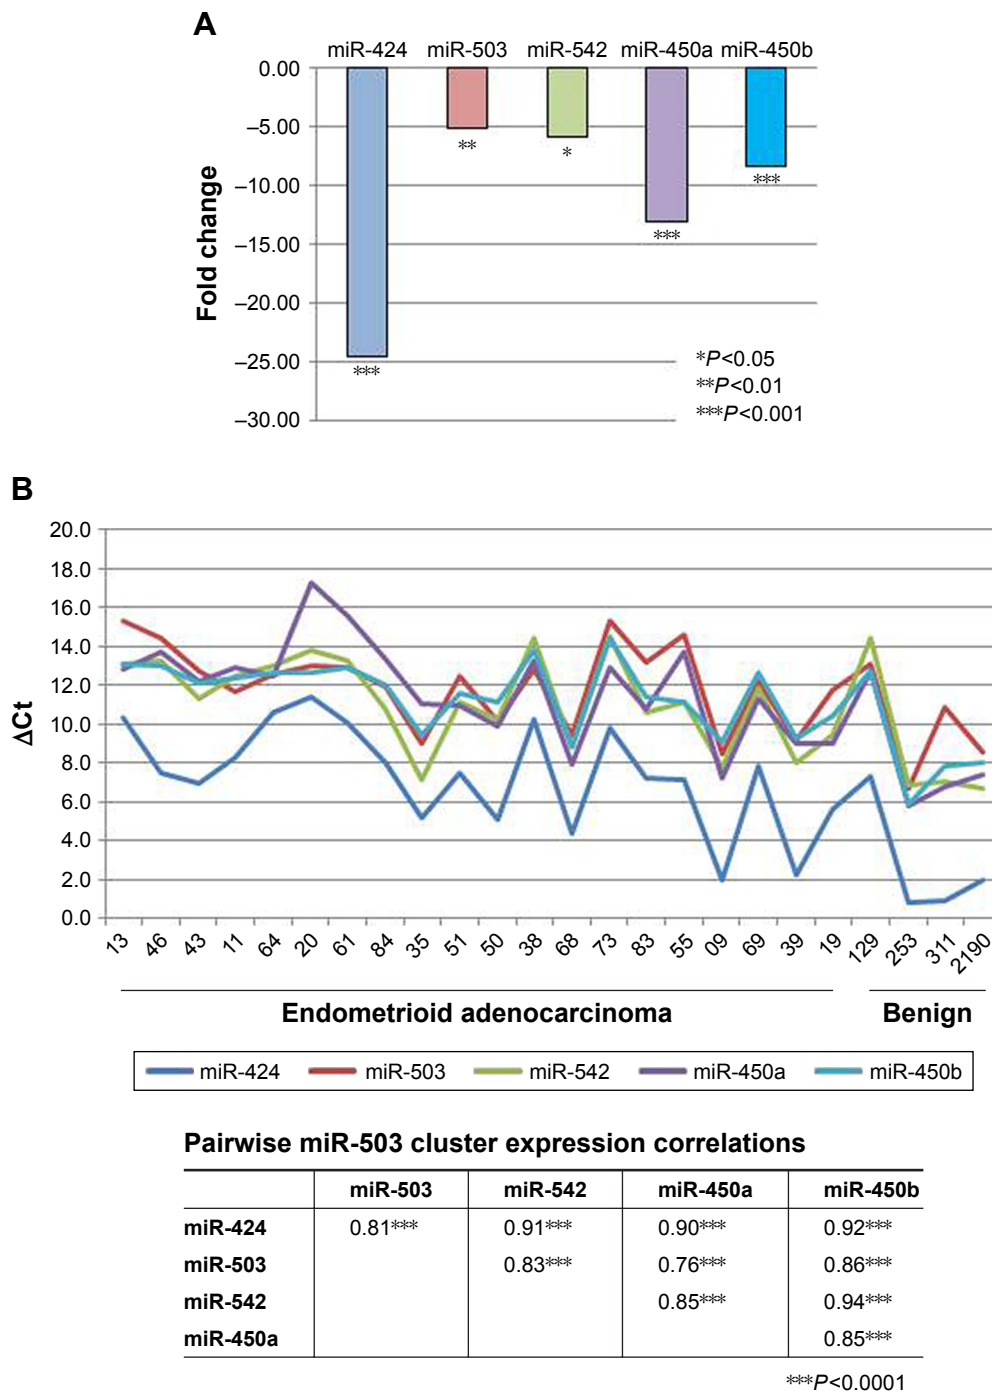 A
miR-424 miR-503 miR-542 miR-450a miR-450b
0.00
–5.00
–10.00
–15.00
–20.00
–25.00
–30.00
Fold change
**
*
***
***
***
*P<0.05
**P<0.01
***P<0.001
B
20.0
18.0
16.0
14.0
12.0
10.0
8.0
6.0
4.0
2.0
0.0
ΔCt
13 46 43 11 64 20 61 84 35 51 50 38 68 73 83 55 09 69 39 19 129 253 311 2190
Endometrioid adenocarcinoma Benign
miR-424 miR-503 miR-542 miR-450a miR-450b
Pairwise miR-503 cluster expression correlations
miR-503 miR-542 miR-450a miR-450b
miR-424 0.81*** 0.91*** 0.90*** 0.92***
miR-503 0.83*** 0.76*** 0.86***
miR-542 0.85*** 0.94***
miR-450a 0.85***
***P<0.0001